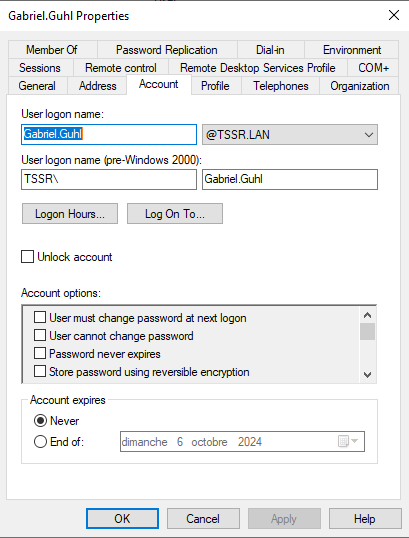 Gabriel.Guhl Properties
Member Of Password Replication Dial-in Environment
Sessions Remote control Remote Desktop Services Profile COM+
General Address Account Profile Telephones Organization
User logon name:
Gabriel.Guhl @TSSR.LAN
User logon name (pre-Windows 2000):
TSSR\ Gabriel.Guhl
Logon Hours... Log On To...
Unlock account
Account options:
User must change password at next logon
User cannot change password
Password never expires
Store password using reversible encryption
Account expires
Never
End of: dimanche 6 octobre 2024
OK Cancel Apply Help